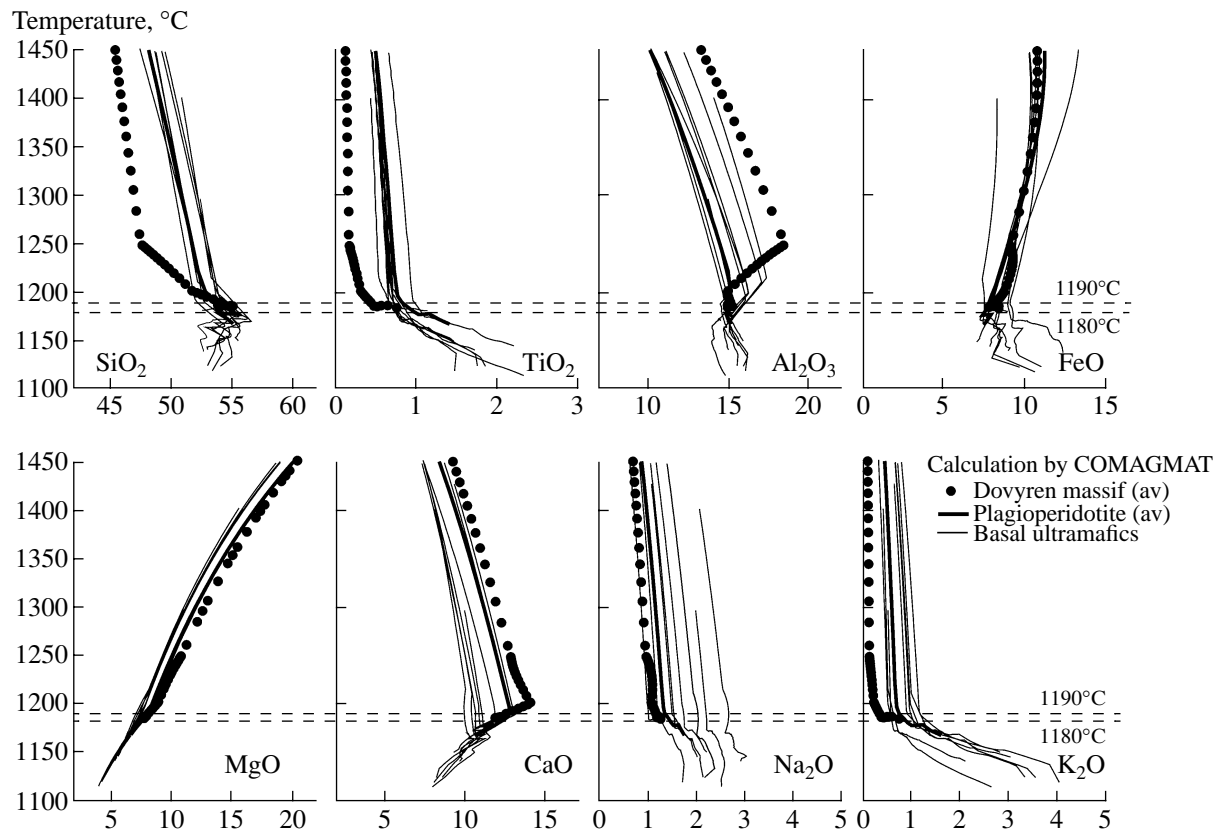 Temperature, °C
1450
1400
1350
1300
1250
1200
1150
1100
1190°C
1180°C
SiO₂
TiO₂
Al₂O₃
FeO
45 50 55 60
0 1 2 3
10 15 20
0 5 10 15
1450
1400
1350
1300
1250
1200
1150
1100
Calculation by COMAGMAT
Dovyren massif (av)
Plagioperidotite (av)
Basal ultramafics
1190°C
1180°C
MgO
CaO
Na₂O
K₂O
5 10 15 20
10 15
0 1 2 3 4 5
0 1 2 3 4 5